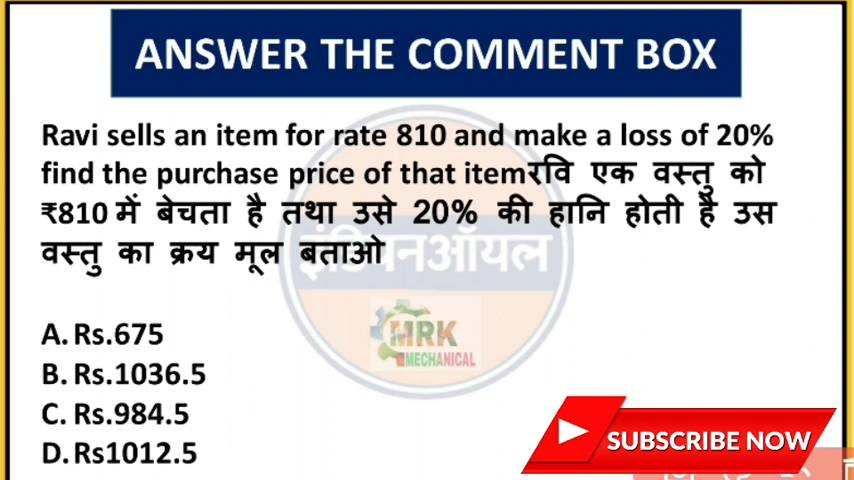 ANSWER THE COMMENT BOX
Ravi sells an item for rate 810 and make a loss of 20%
find the purchase price of that itemरवि एक वस्तु को
₹810 में बेचता है तथा उसे 20% की हानि होती है उस
वस्तु का क्रय मूल बताओ
इंडियनऑयल
MRK
MECHANICAL
A. Rs.675
B. Rs.1036.5
C. Rs.984.5
D. Rs1012.5
SUBSCRIBE NOW